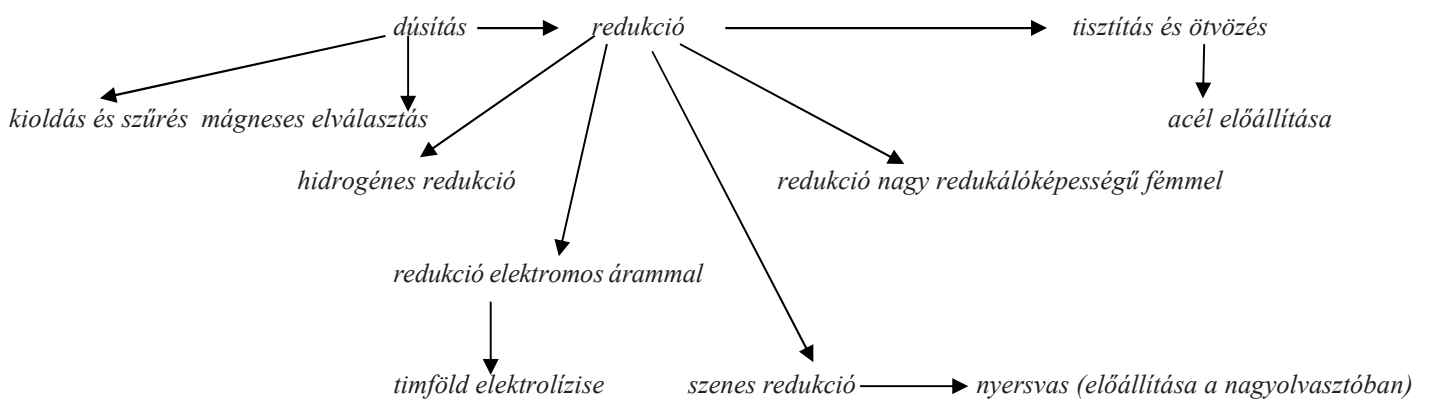 dúsítás redukció tisztítás és ötvözés
kioldás és szűrés mágneses elválasztás acél előállítása
hidrogénes redukció redukció nagy redukálóképességű fémmel
redukció elektromos árammal
timföld elektrolízise szenes redukció nyersvas (előállítása a nagyolvasztóban)